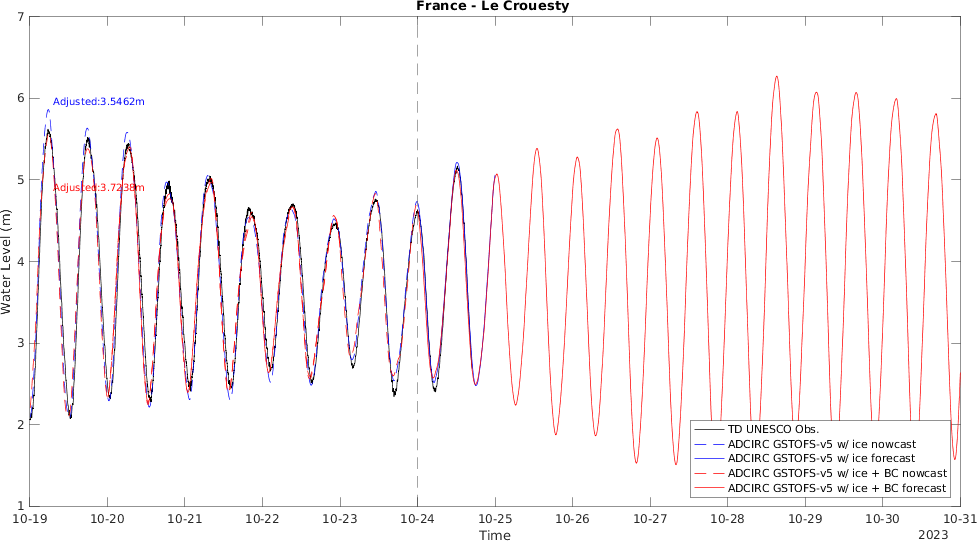 France - Le Crouesty
7
6
5
4
3
2
1
Water Level (m)
Adjusted:3.5462m
Adjusted:3.7238m
TD UNESCO Obs.
ADCIRC GSTOFS-v5 w/ ice nowcast
ADCIRC GSTOFS-v5 w/ ice forecast
ADCIRC GSTOFS-v5 w/ ice + BC nowcast
ADCIRC GSTOFS-v5 w/ ice + BC forecast
10-19 10-20 10-21 10-22 10-23 10-24 10-25 10-26 10-27 10-28 10-29 10-30 10-31
Time
2023